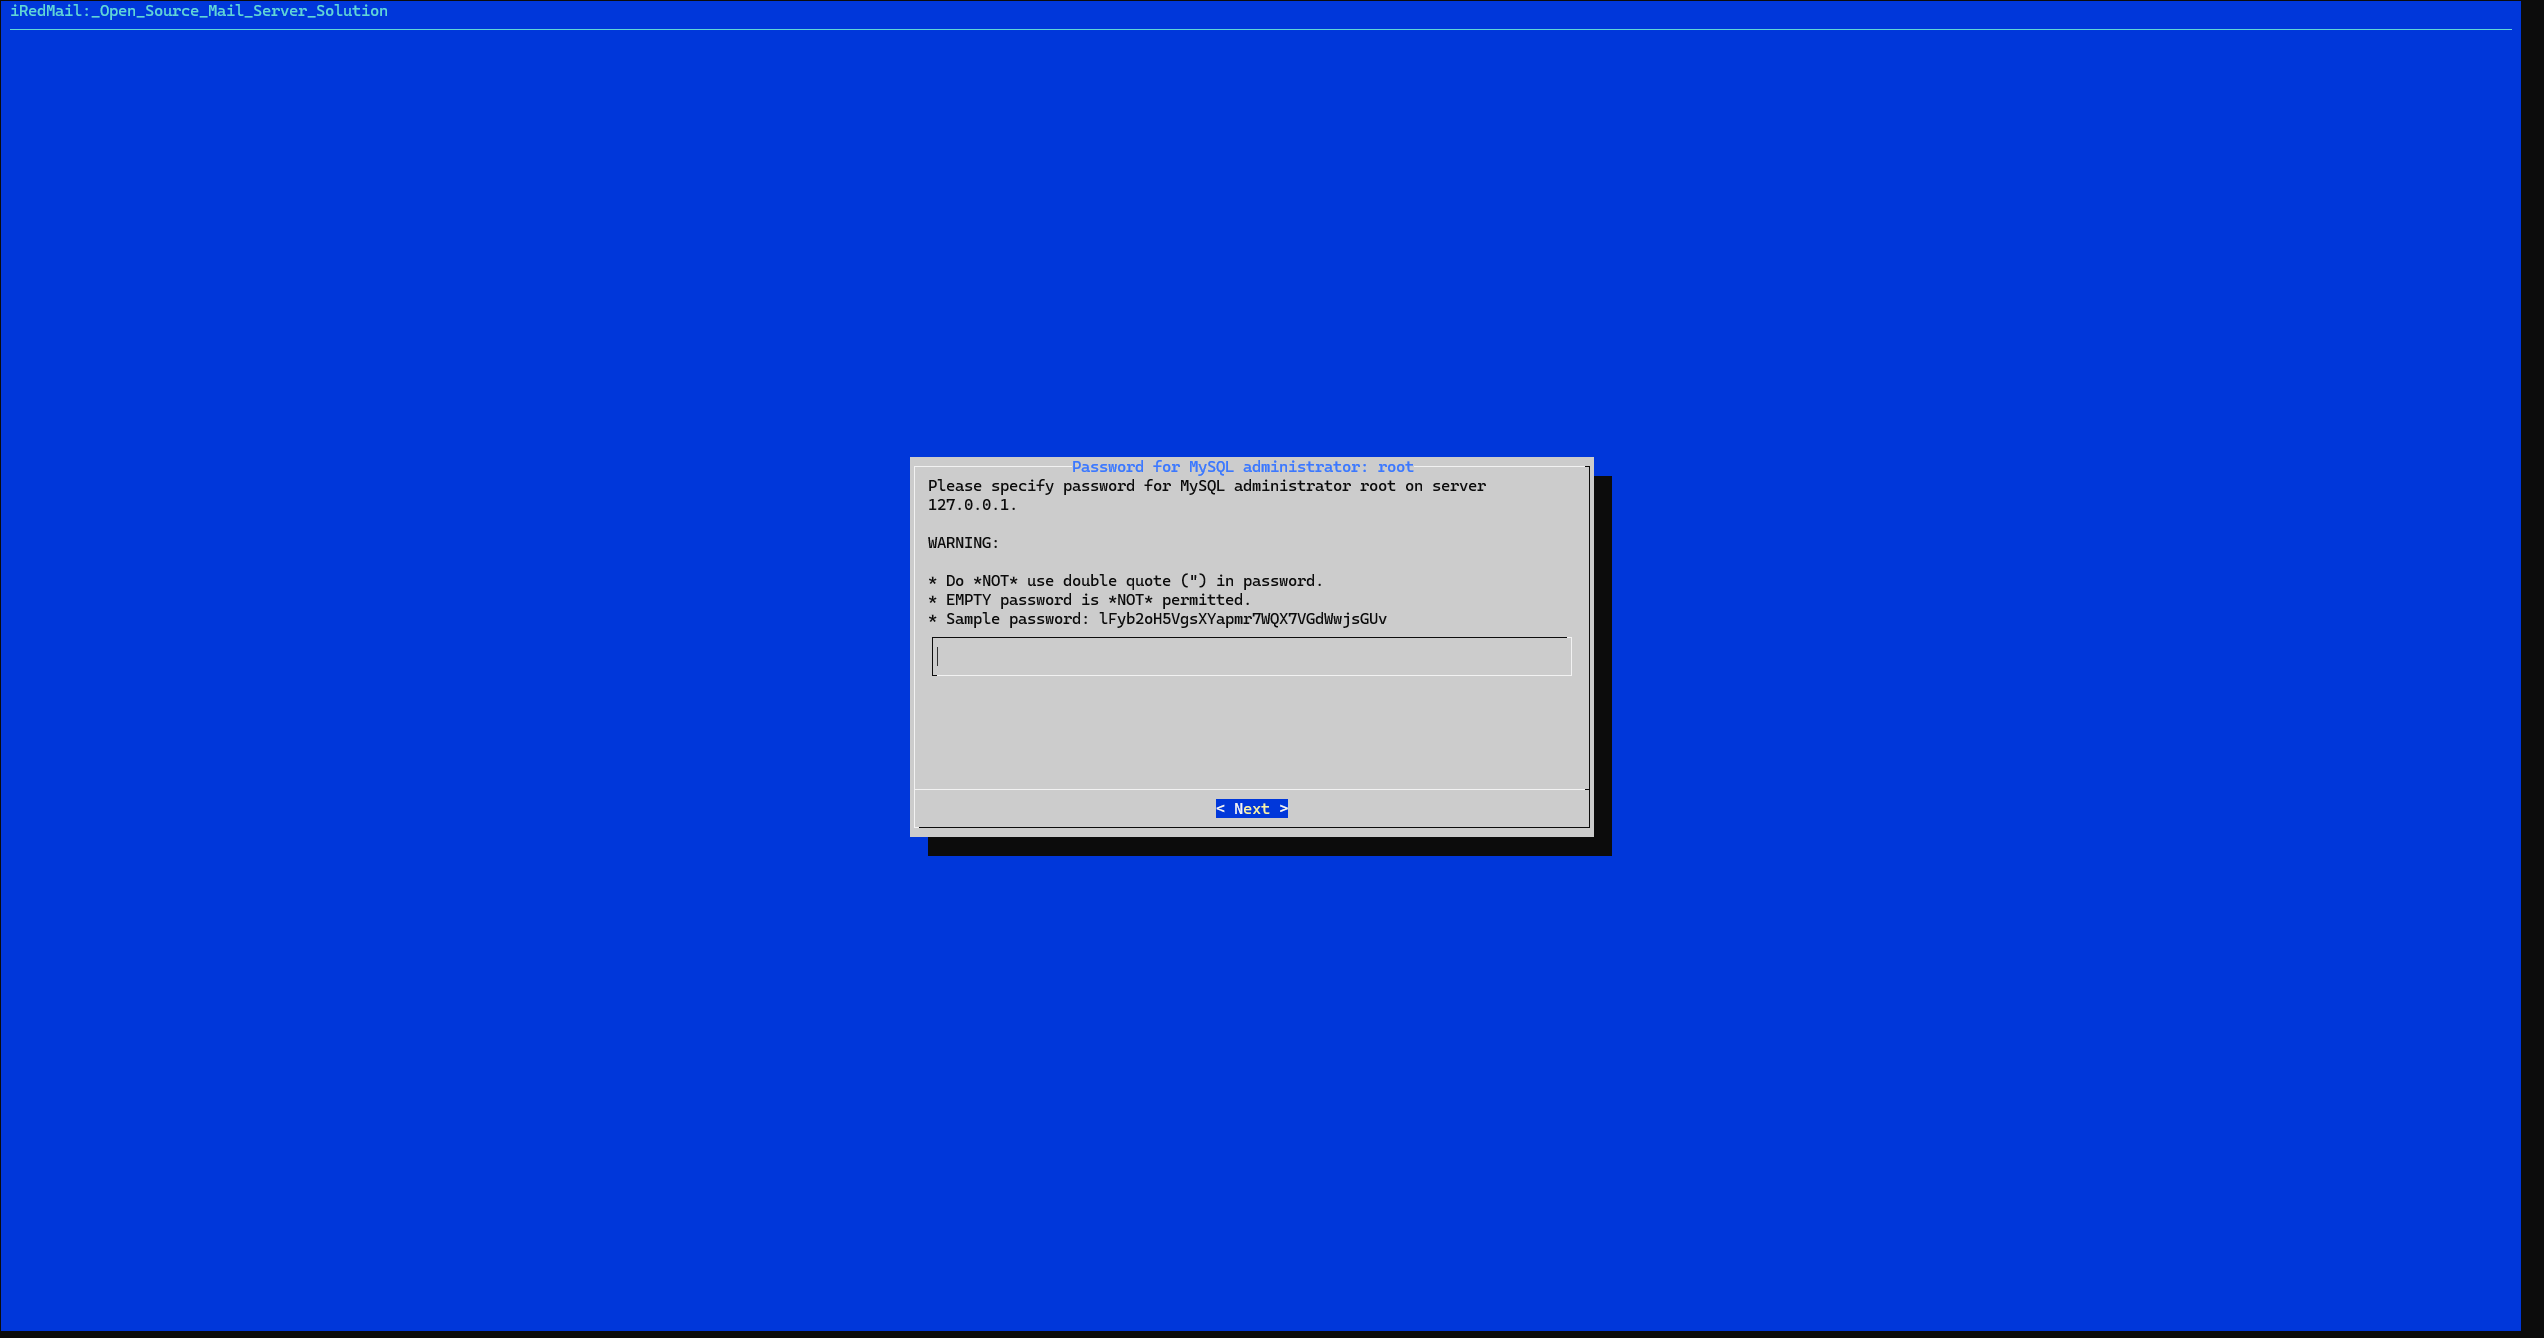 iRedMail:_Open_Source_Mail_Server_Solution
Password for MySQL administrator: root
Please specify password for MySQL administrator root on server
127.0.0.1.
WARNING:
* Do *NOT* use double quote (") in password.
* EMPTY password is *NOT* permitted.
* Sample password: lFyb2oH5VgsXYapmr7WQX7VGdWwjsGUv
< Next >